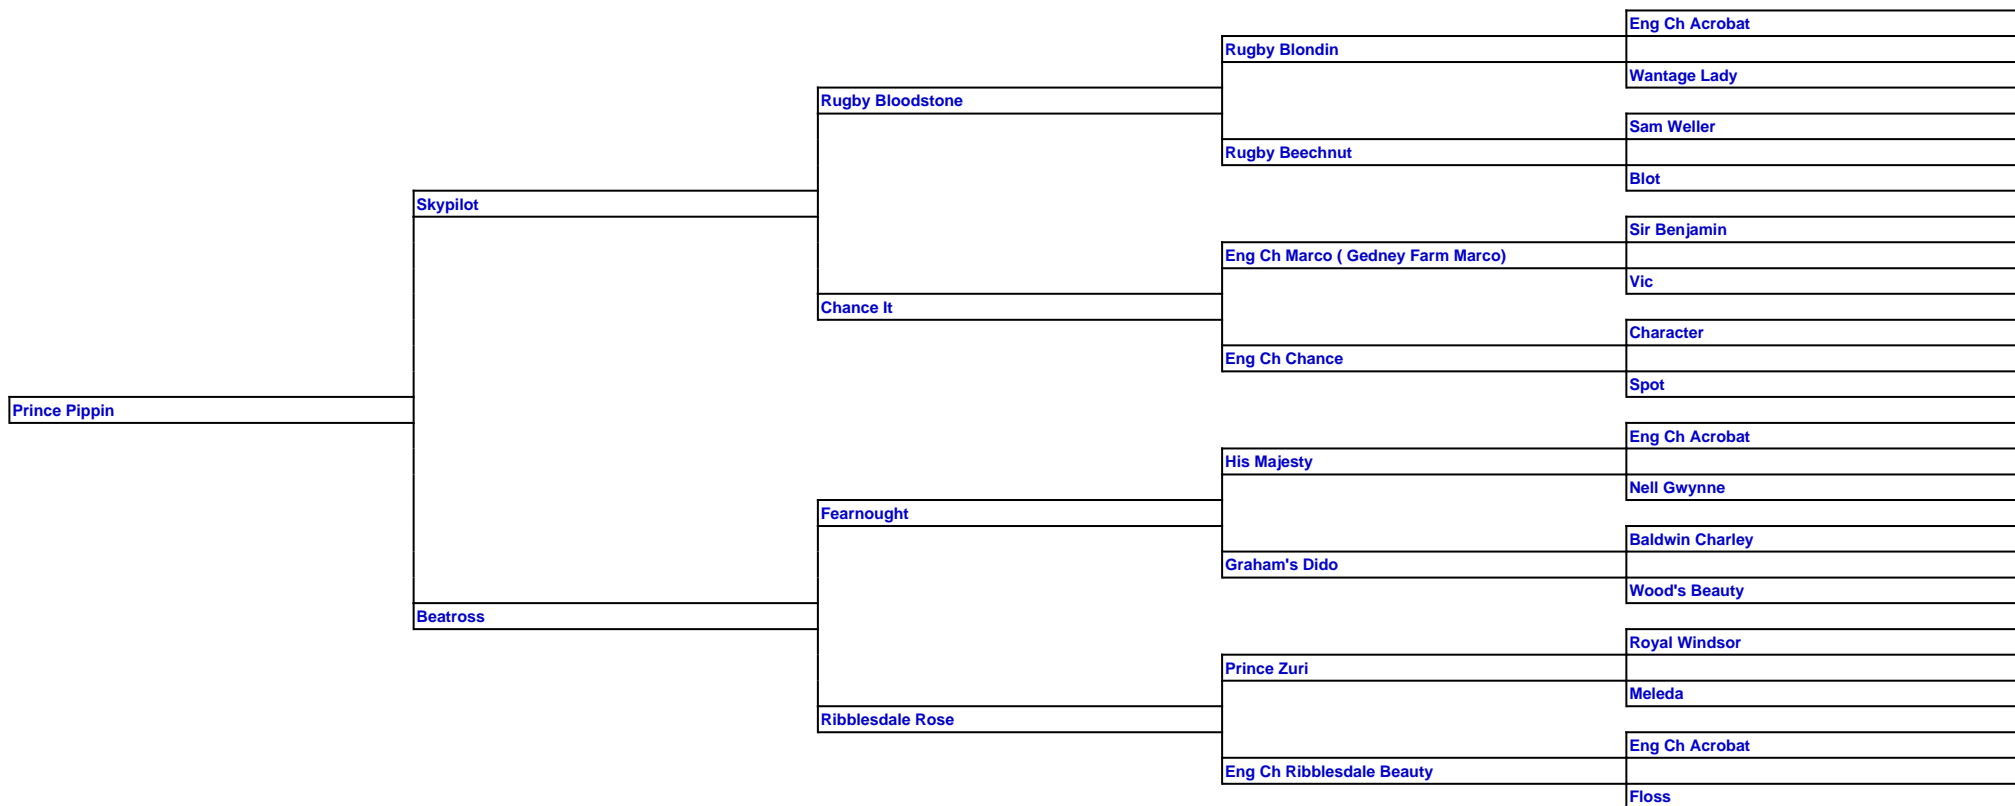 Eng Ch Acrobat
Rugby Blondin
Wantage Lady
Rugby Bloodstone
Sam Weller
Rugby Beechnut
Blot
Skypilot
Sir Benjamin
Eng Ch Marco ( Gedney Farm Marco)
Vic
Chance It
Character
Eng Ch Chance
Spot
Prince Pippin
Eng Ch Acrobat
His Majesty
Nell Gwynne
Fearnought
Baldwin Charley
Graham's Dido
Wood's Beauty
Beatross
Royal Windsor
Prince Zuri
Meleda
Ribblesdale Rose
Eng Ch Acrobat
Eng Ch Ribblesdale Beauty
Floss